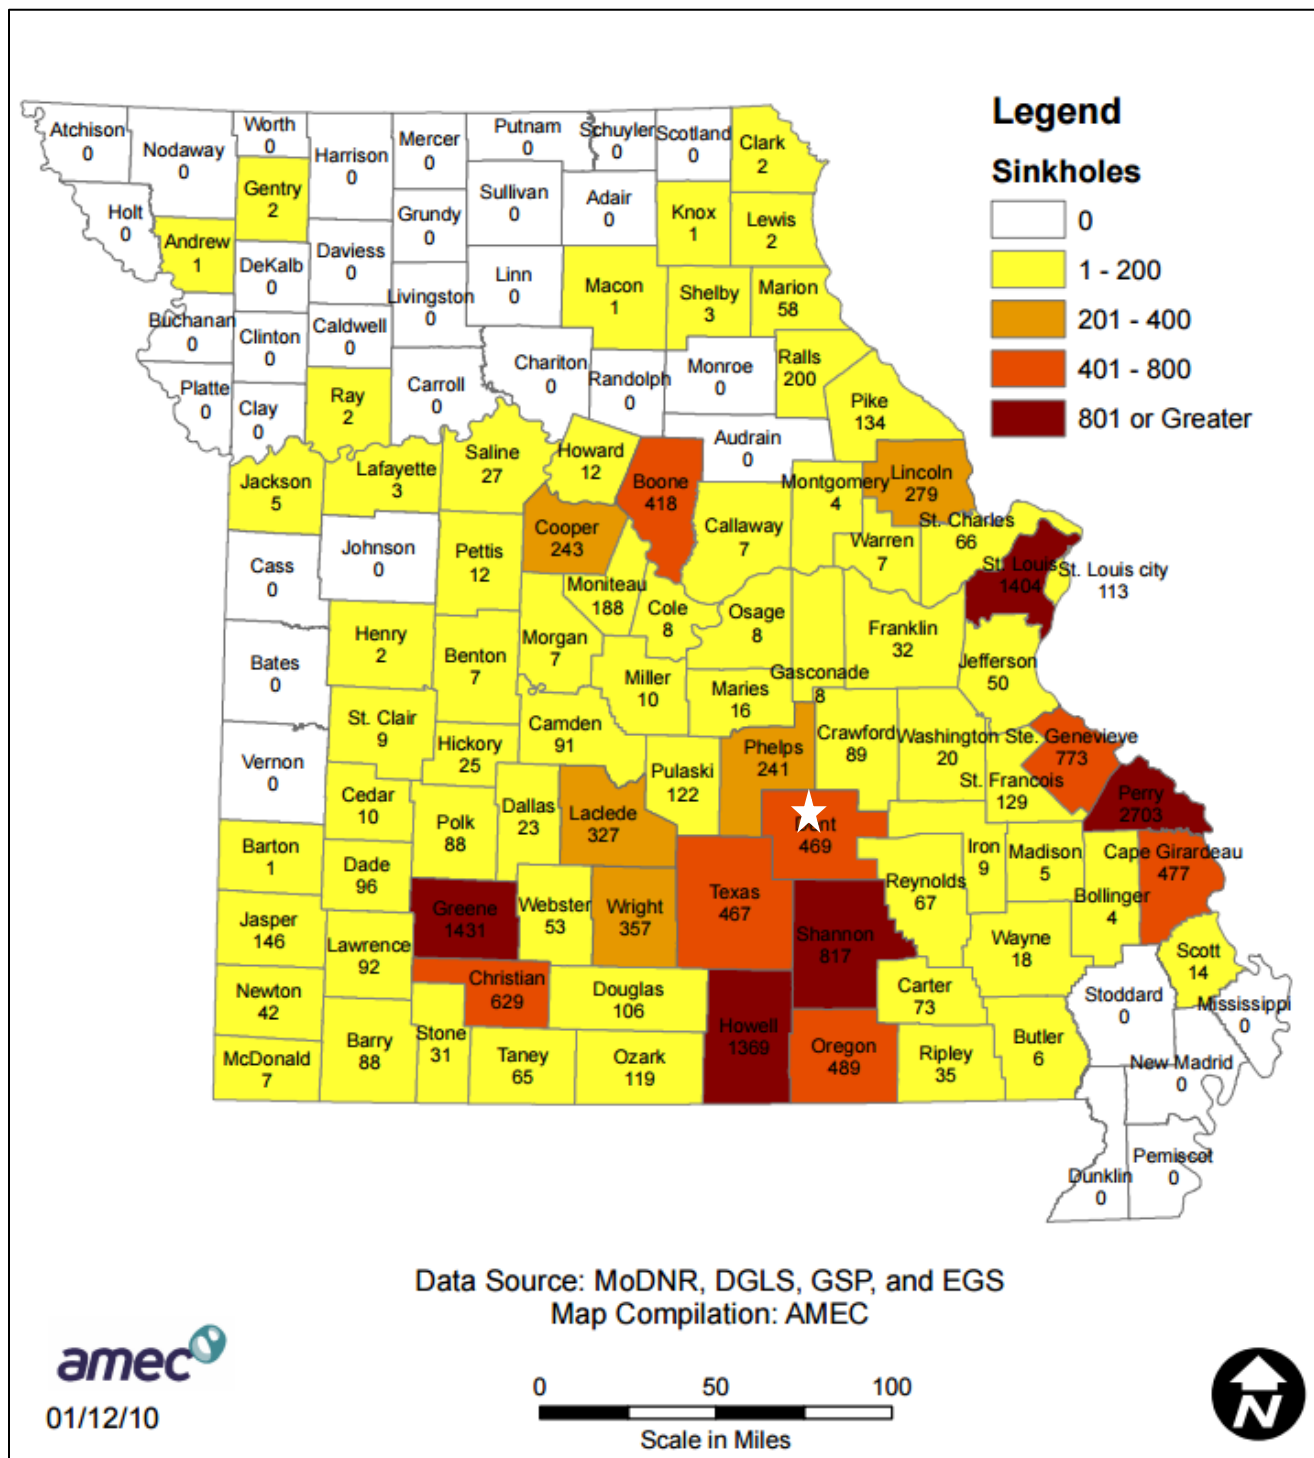 Legend
Sinkholes
0
1 - 200
201 - 400
401 - 800
801 or Greater
Atchison
0
Nodaway
0
Worth
0
Harrison
0
Mercer
0
Putnam
0
Schuyler
0
Scotland
0
Clark
2
Holt
0
Andrew
1
Gentry
2
DeKalb
0
Daviess
0
Grundy
0
Sullivan
0
Adair
0
Knox
1
Lewis
2
Linn
0
Livingston
0
Macon
1
Shelby
3
Marion
58
Buchanan
0
Clinton
0
Caldwell
0
Chariton
0
Randolph
0
Monroe
0
Ralls
200
Pike
134
Platte
0
Clay
0
Ray
2
Carroll
0
Saline
27
Howard
12
Boone
418
Audrain
0
Jackson
5
Lafayette
3
Cooper
243
Callaway
7
Montgomery
4
Lincoln
279
Warren
7
St. Charles
66
St. Louis
1404
St. Louis city
113
Cass
0
Johnson
0
Pettis
12
Moniteau
188
Cole
8
Osage
8
Gasconade
8
Franklin
32
Jefferson
50
Bates
0
Henry
2
Benton
7
Morgan
7
Miller
10
Maries
16
St. Clair
9
Hickory
25
Camden
91
Pulaski
122
Phelps
241
Crawford
89
Washington
20
Ste. Genevieve
773
St. Francois
129
Perry
2703
Vernon
0
Cedar
10
Polk
88
Dallas
23
Laclede
327
Dent
469
Iron
9
Madison
5
Cape Girardeau
477
Bollinger
4
Barton
1
Dade
96
Greene
1431
Webster
53
Wright
357
Texas
467
Shannon
817
Reynolds
67
Wayne
18
Scott
14
Jasper
146
Lawrence
92
Christian
629
Douglas
106
Carter
73
Stoddard
0
Mississippi
0
Newton
42
McDonald
7
Barry
88
Stone
31
Taney
65
Ozark
119
Howell
1369
Oregon
489
Ripley
35
Butler
6
New Madrid
0
Dunklin
0
Pemiscot
0
Data Source: MoDNR, DGLS, GSP, and EGS
Map Compilation: AMEC
amec
01/12/10
0 50 100
Scale in Miles
N